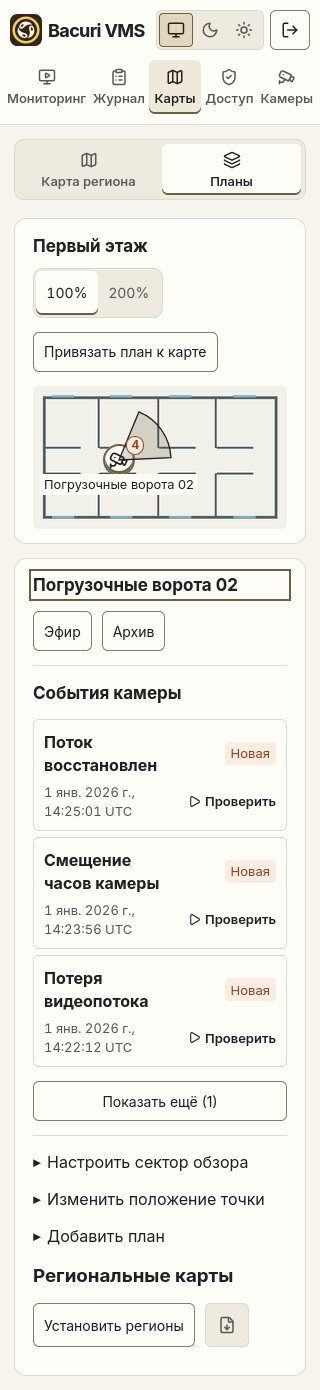 Bacuri VMS
Мониторинг Журнал Карты Доступ Камеры
Карта региона Планы
Первый этаж
100% 200%
Привязать план к карте
4
Погрузочные ворота 02
Погрузочные ворота 02
Эфир Архив
События камеры
Поток
восстановлен
Новая
1 янв. 2026 г.,
14:25:01 UTC
Проверить
Смещение
часов камеры
Новая
1 янв. 2026 г.,
14:23:56 UTC
Проверить
Потеря
видеопотока
Новая
1 янв. 2026 г.,
14:22:12 UTC
Проверить
Показать ещё (1)
Настроить сектор обзора
Изменить положение точки
Добавить план
Региональные карты
Установить регионы